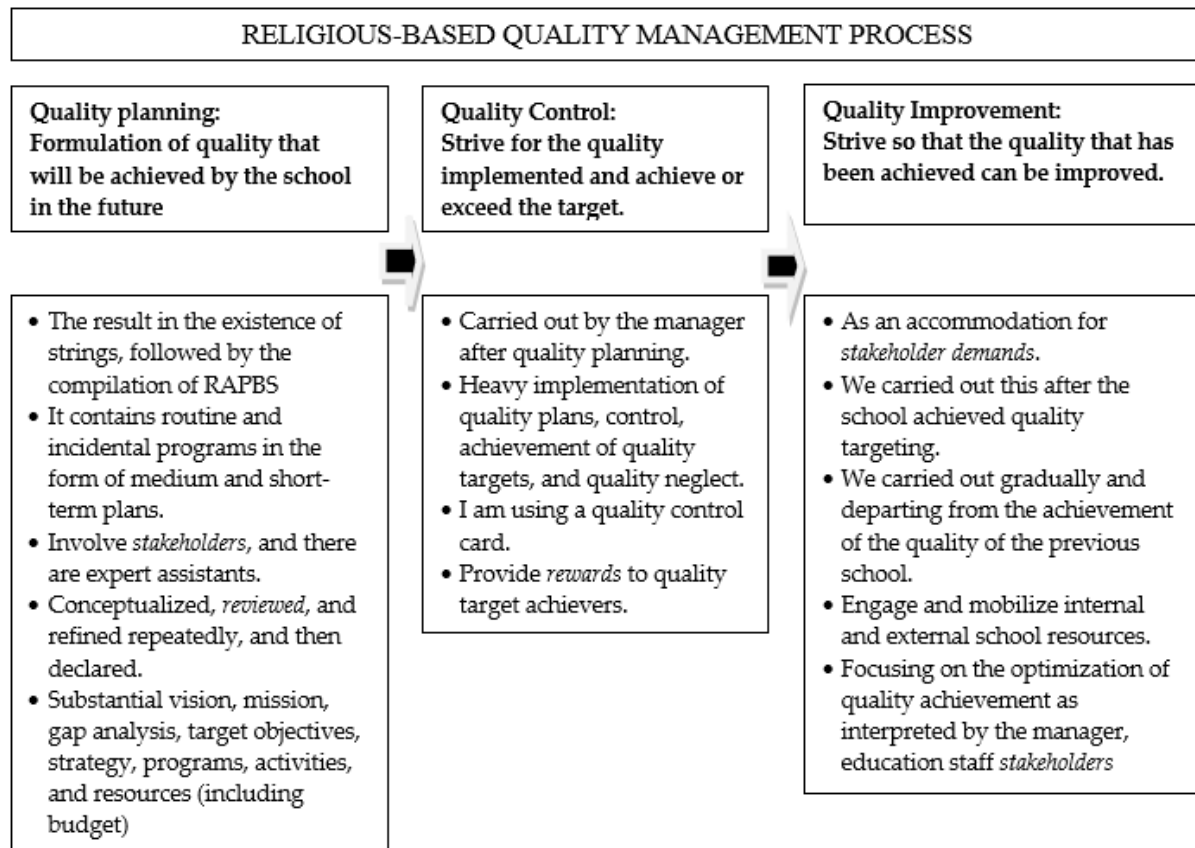 RELIGIOUS-BASED QUALITY MANAGEMENT PROCESS
Quality planning:
Formulation of quality that
will be achieved by the school
in the future
Quality Control:
Strive for the quality
implemented and achieve or
exceed the target.
Quality Improvement:
Strive so that the quality that has
been achieved can be improved.
• The result in the existence of
strings, followed by the
compilation of RAPBS
• It contains routine and
incidental programs in the
form of medium and short-
term plans.
• Involve stakeholders, and there
are expert assistants.
• Conceptualized, reviewed, and
refined repeatedly, and then
declared.
• Substantial vision, mission,
gap analysis, target objectives,
strategy, programs, activities,
and resources (including
budget)
• Carried out by the manager
after quality planning.
• Heavy implementation of
quality plans, control,
achievement of quality
targets, and quality neglect.
• I am using a quality control
card.
• Provide rewards to quality
target achievers.
• As an accommodation for
stakeholder demands.
• We carried out this after the
school achieved quality
targeting.
• We carried out gradually and
departing from the achievement
of the quality of the previous
school.
• Engage and mobilize internal
and external school resources.
• Focusing on the optimization of
quality achievement as
interpreted by the manager,
education staff stakeholders